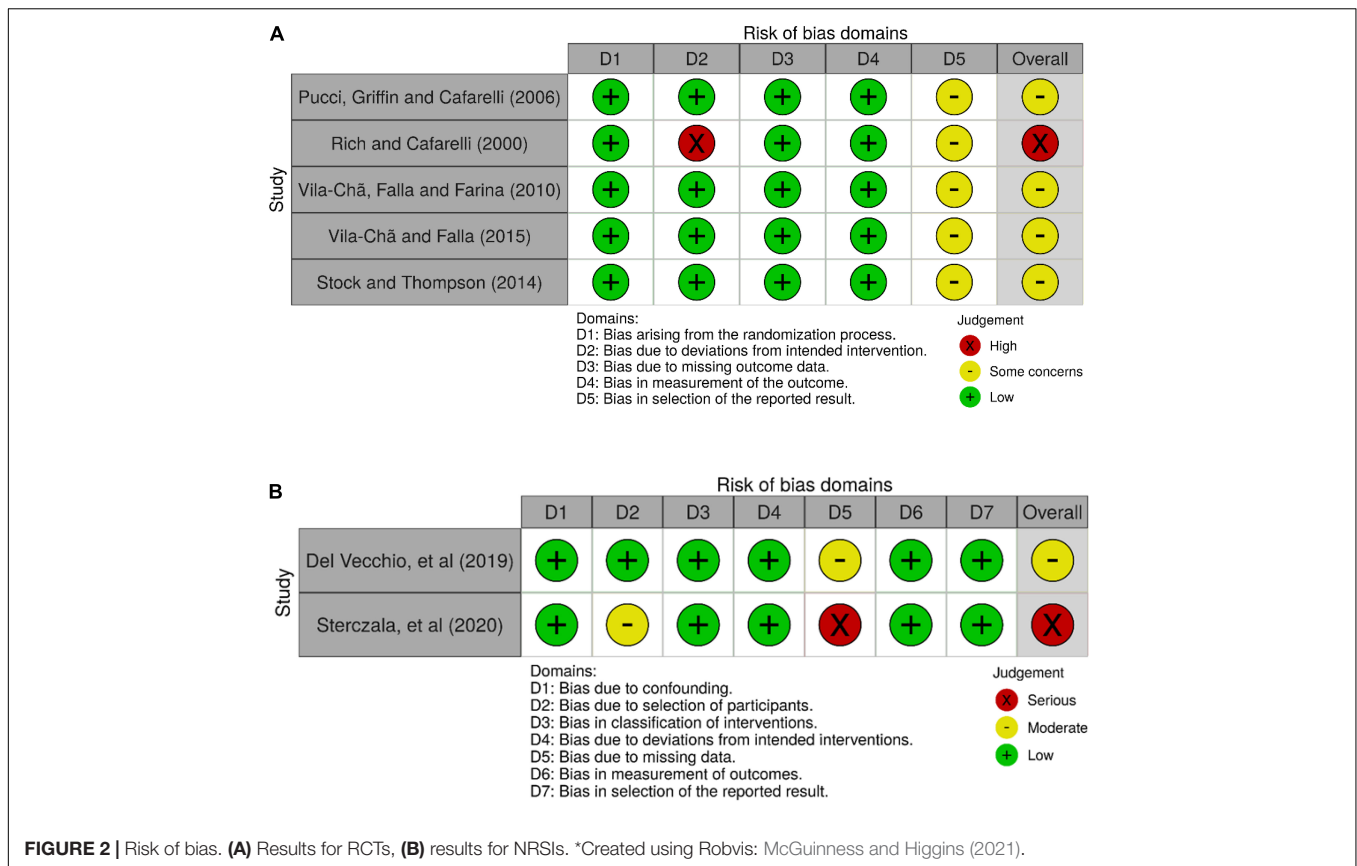 A
Risk of bias domains
D1 D2 D3 D4 D5 Overall
Study
Pucci, Griffin and Cafarelli (2006) + + + + - -
Rich and Cafarelli (2000) + X + + - X
Vila-Chã, Falla and Farina (2010) + + + + - -
Vila-Chã and Falla (2015) + + + + - -
Stock and Thompson (2014) + + + + - -
Domains:
D1: Bias arising from the randomization process.
D2: Bias due to deviations from intended intervention.
D3: Bias due to missing outcome data.
D4: Bias in measurement of the outcome.
D5: Bias in selection of the reported result.
Judgement
X High
- Some concerns
+ Low
B
Risk of bias domains
D1 D2 D3 D4 D5 D6 D7 Overall
Study
Del Vecchio, et al (2019) + + + + - + + -
Sterczala, et al (2020) + - + + X + + X
Domains:
D1: Bias due to confounding.
D2: Bias due to selection of participants.
D3: Bias in classification of interventions.
D4: Bias due to deviations from intended interventions.
D5: Bias due to missing data.
D6: Bias in measurement of outcomes.
D7: Bias in selection of the reported result.
Judgement
X Serious
- Moderate
+ Low
FIGURE 2 | Risk of bias. (A) Results for RCTs, (B) results for NRSIs. *Created using Robvis: McGuinness and Higgins (2021).